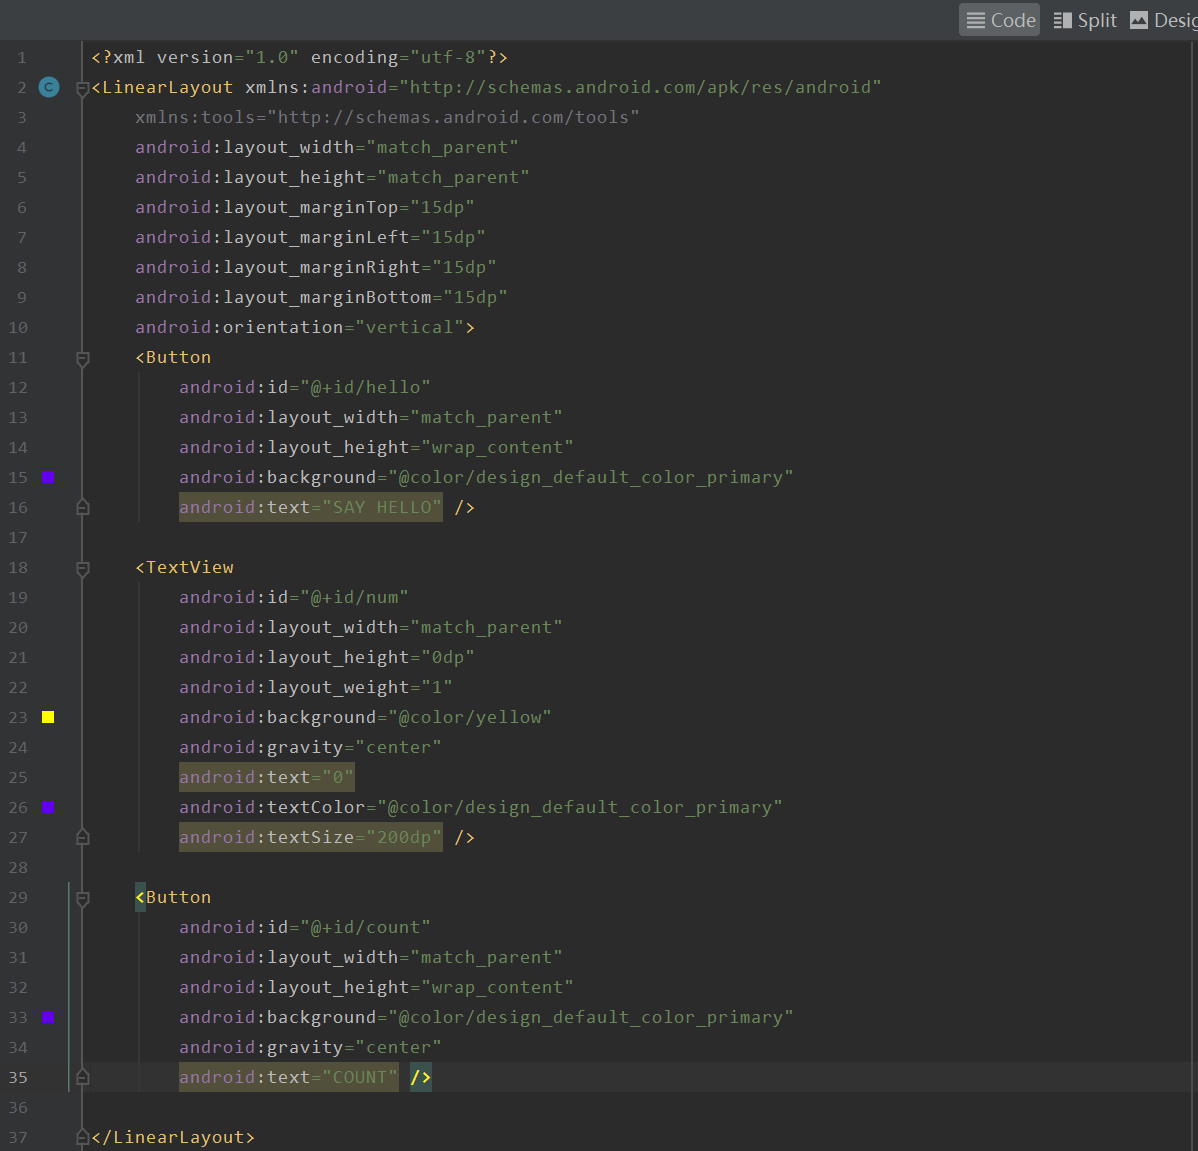 Code Split
1 <?xml version="1.0" encoding="utf-8"?>
2 C <LinearLayout xmlns:android="http://schemas.android.com/apk/res/android"
3 xmlns:tools="http://schemas.android.com/tools"
4 android:layout_width="match_parent"
5 android:layout_height="match_parent"
6 android:layout_marginTop="15dp"
7 android:layout_marginLeft="15dp"
8 android:layout_marginRight="15dp"
9 android:layout_marginBottom="15dp"
10 android:orientation="vertical">
11 <Button
12 android:id="@+id/hello"
13 android:layout_width="match_parent"
14 android:layout_height="wrap_content"
15 android:background="@color/design_default_color_primary"
16 android:text="SAY HELLO" />
17
18 <TextView
19 android:id="@+id/num"
20 android:layout_width="match_parent"
21 android:layout_height="0dp"
22 android:layout_weight="1"
23 android:background="@color/yellow"
24 android:gravity="center"
25 android:text="0"
26 android:textColor="@color/design_default_color_primary"
27 android:textSize="200dp" />
28
29 <Button
30 android:id="@+id/count"
31 android:layout_width="match_parent"
32 android:layout_height="wrap_content"
33 android:background="@color/design_default_color_primary"
34 android:gravity="center"
35 android:text="COUNT" />
36
37 </LinearLayout>